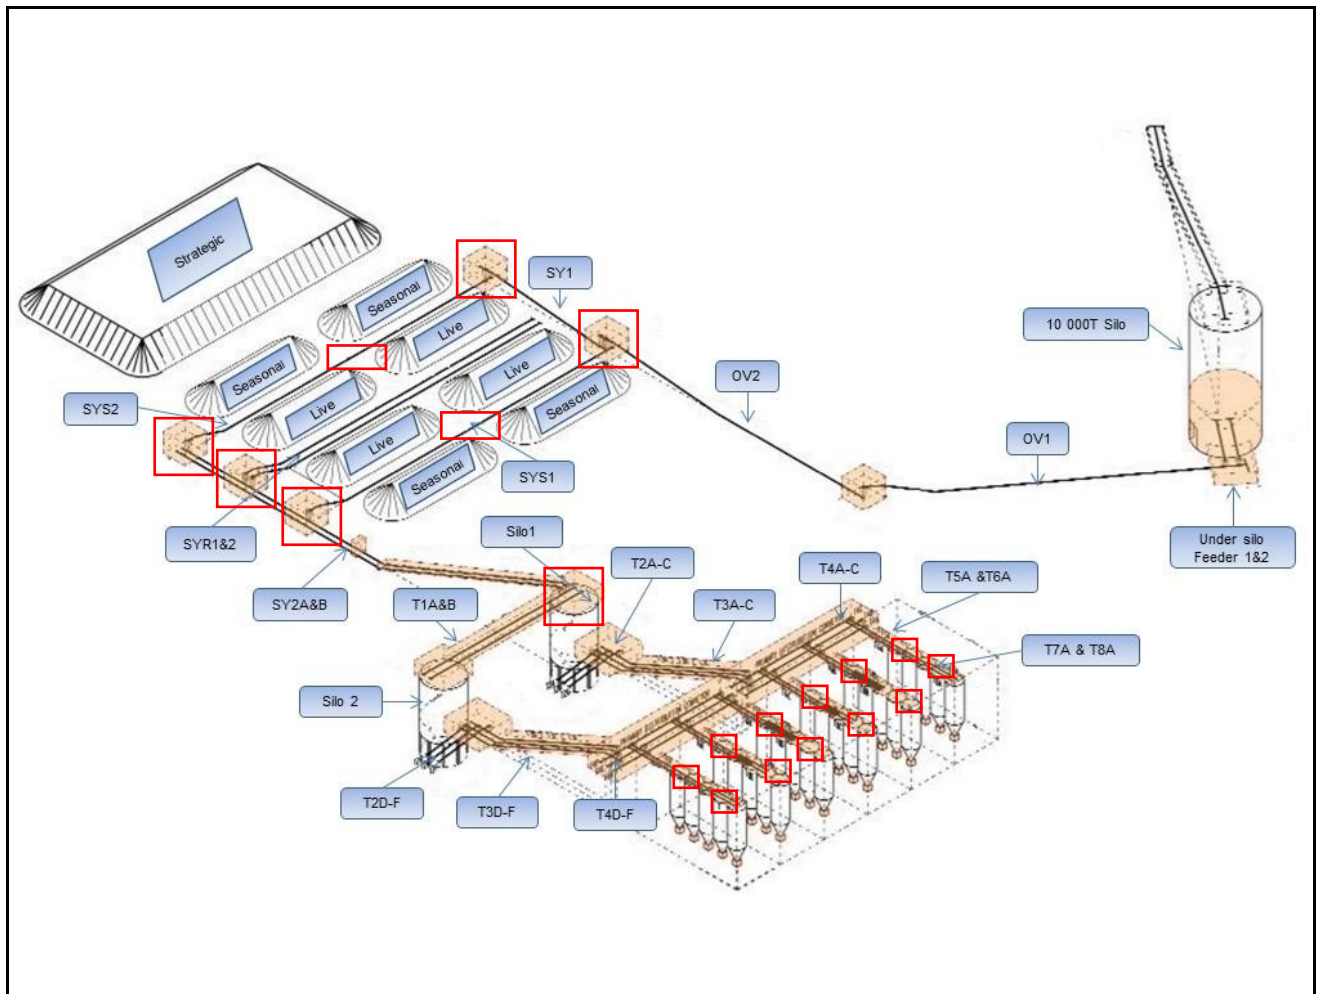 Strategic
Seasonal
SY1
Live
10 000T Silo
Seasonal
Live
OV2
SYS2
Live
Seasonal
Live
OV1
SYS1
Seasonal
SYR1&2
Silo1
Under silo
Feeder 1&2
T2A-C
T4A-C
T5A &T6A
SY2A&B
T1A&B
T3A-C
T7A & T8A
Silo 2
T2D-F
T3D-F
T4D-F